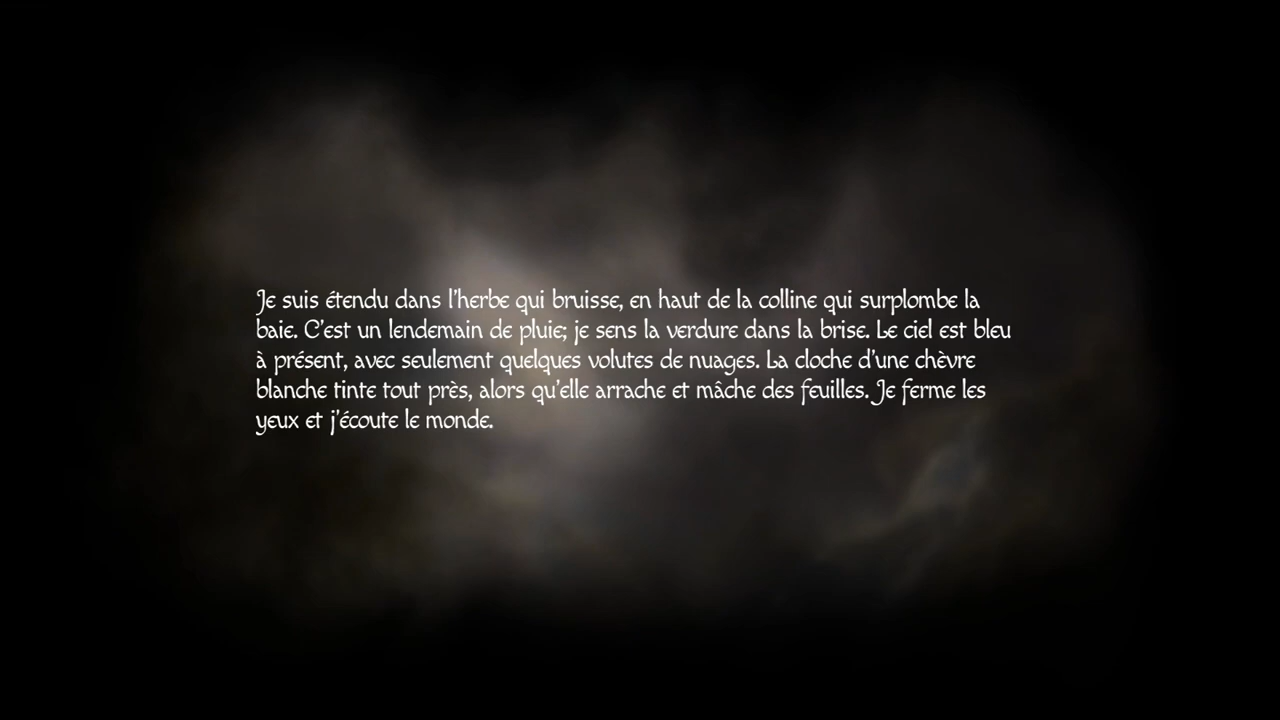 Je suis étendu dans l'herbe qui bruisse, en haut de la colline qui surplombe la
baie. C'est un lendemain de pluie; je sens la verdure dans la brise. Le ciel est bleu
à présent, avec seulement quelques volutes de nuages. La cloche d'une chèvre
blanche tinte tout près, alors qu'elle arrache et mâche des feuilles. Je ferme les
yeux et j'écoute le monde.